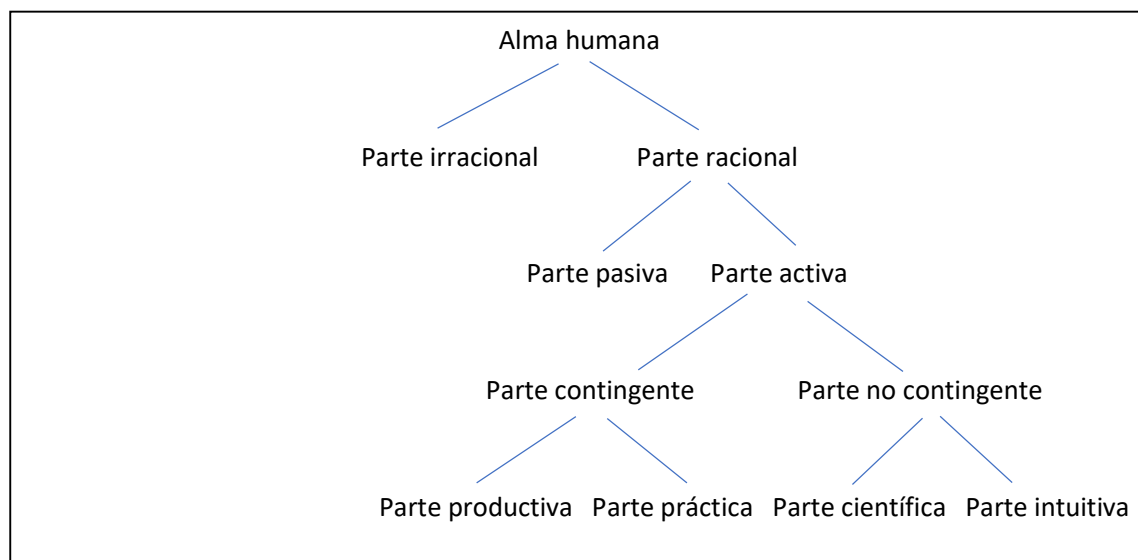 Alma humana
Parte irracional Parte racional
Parte pasiva Parte activa
Parte contingente Parte no contingente
Parte productiva Parte práctica Parte científica Parte intuitiva